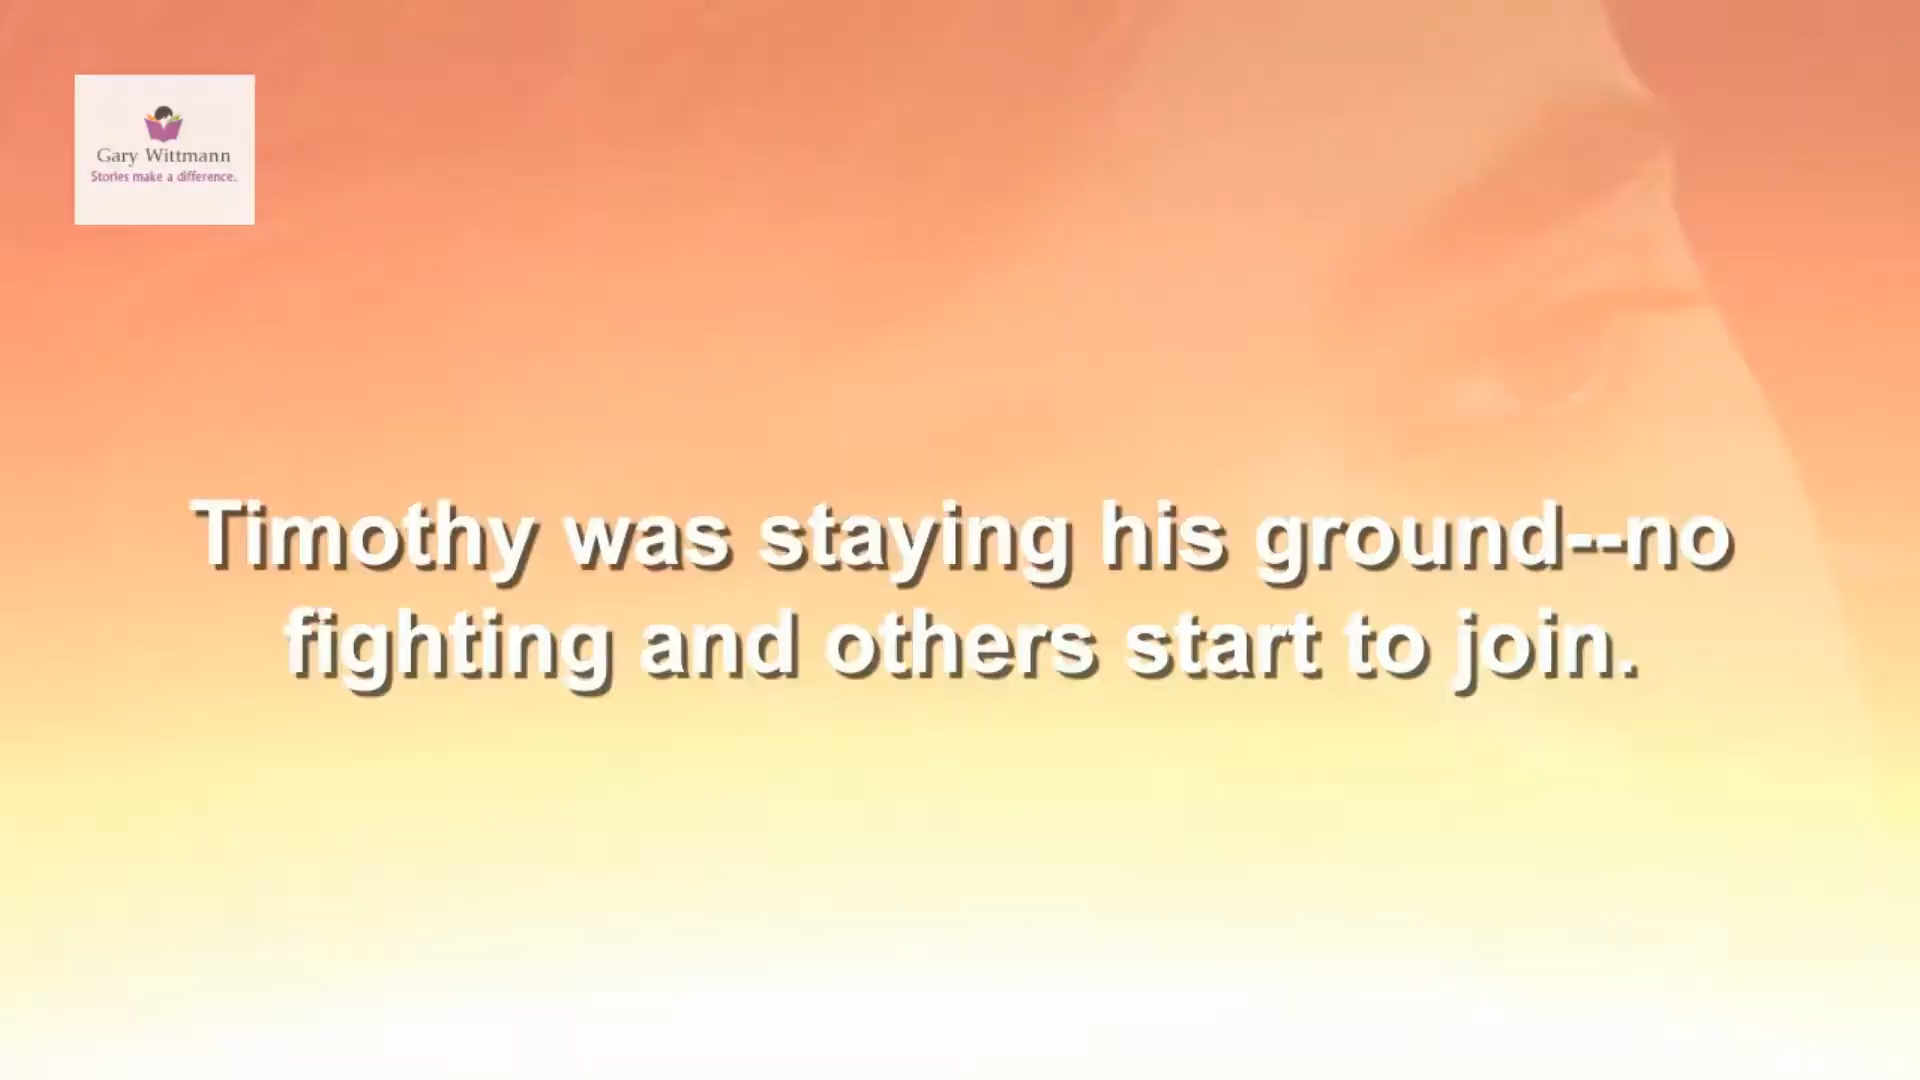 Gary Wittmann
Stories make a difference.
Timothy was staying his ground--no
fighting and others start to join.